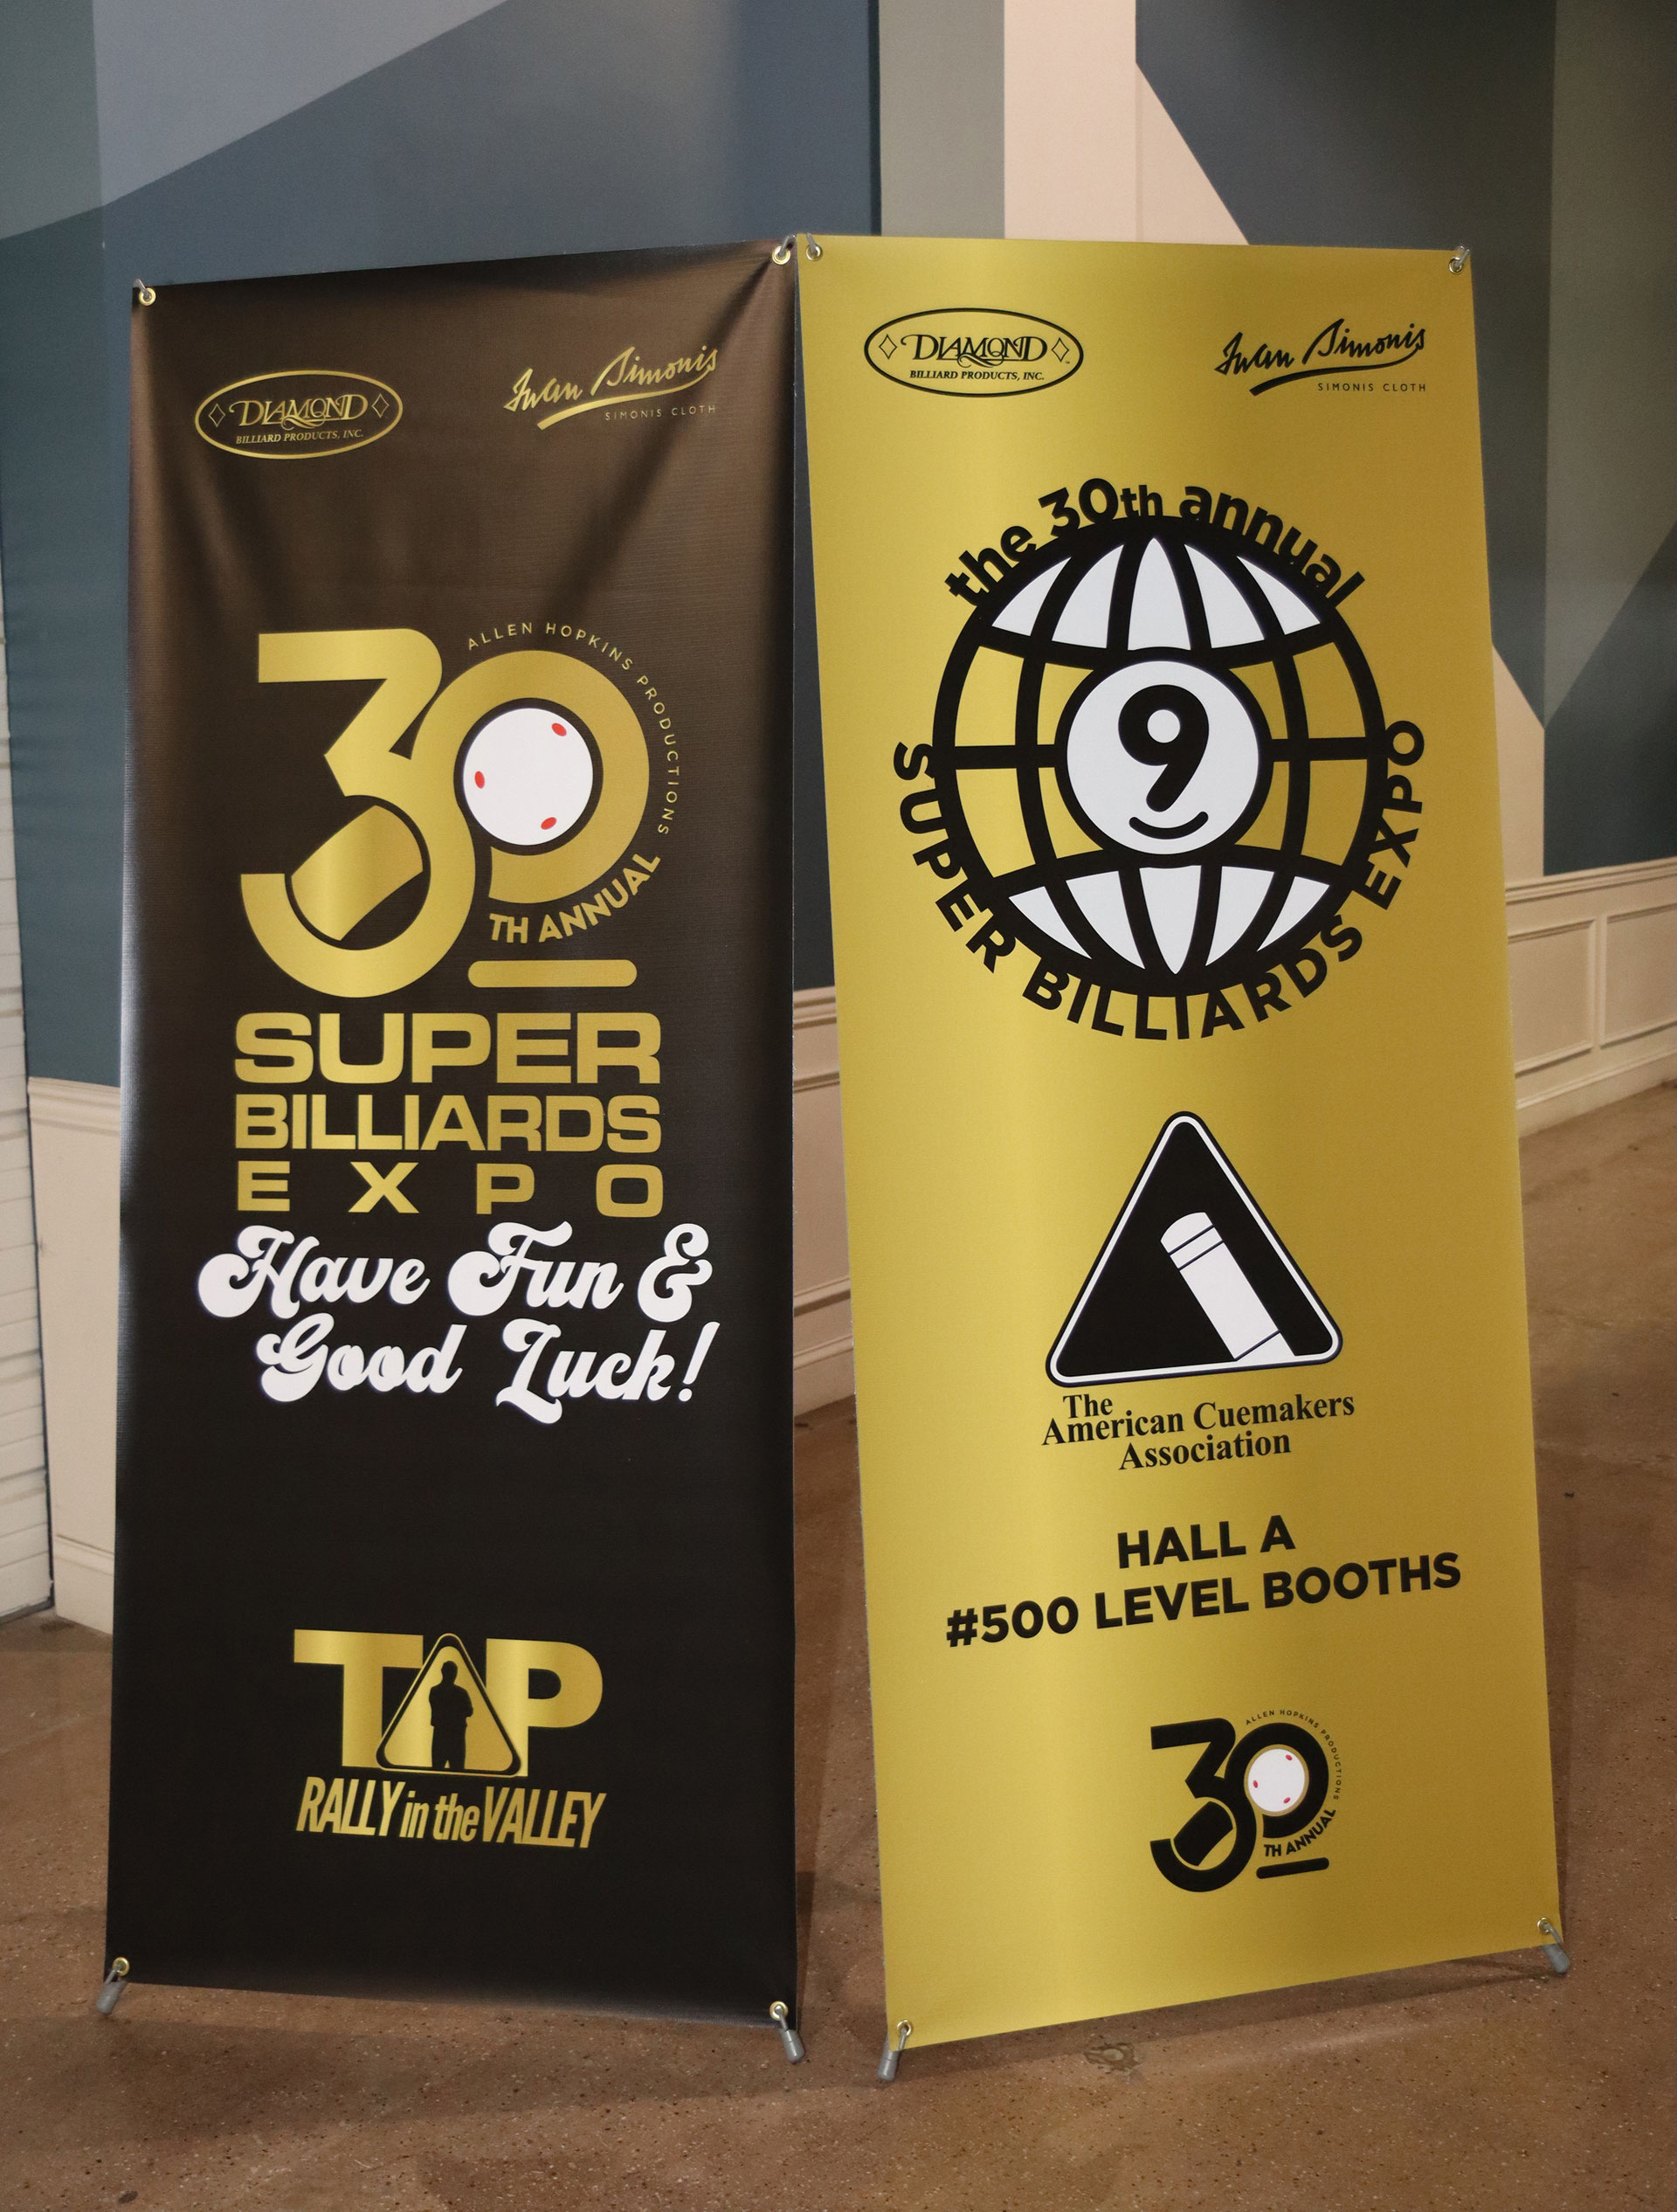 DIAMOND
BILLIARD PRODUCTS, INC.
Iwan Simonis
SIMONIS CLOTH
30
ALLEN HOPKINS PRODUCTIONS
TH ANNUAL
SUPER
BILLIARDS
EXPO
Have Fun &
Good Luck!
TAP
RALLY in the VALLEY
DIAMOND
BILLIARD PRODUCTS, INC.
Iwan Simonis
SIMONIS CLOTH
the 30th annual
9
SUPER BILLIARDS EXPO
The
American Cuemakers
Association
HALL A
#500 LEVEL BOOTHS
30
ALLEN HOPKINS PRODUCTIONS
TH ANNUAL